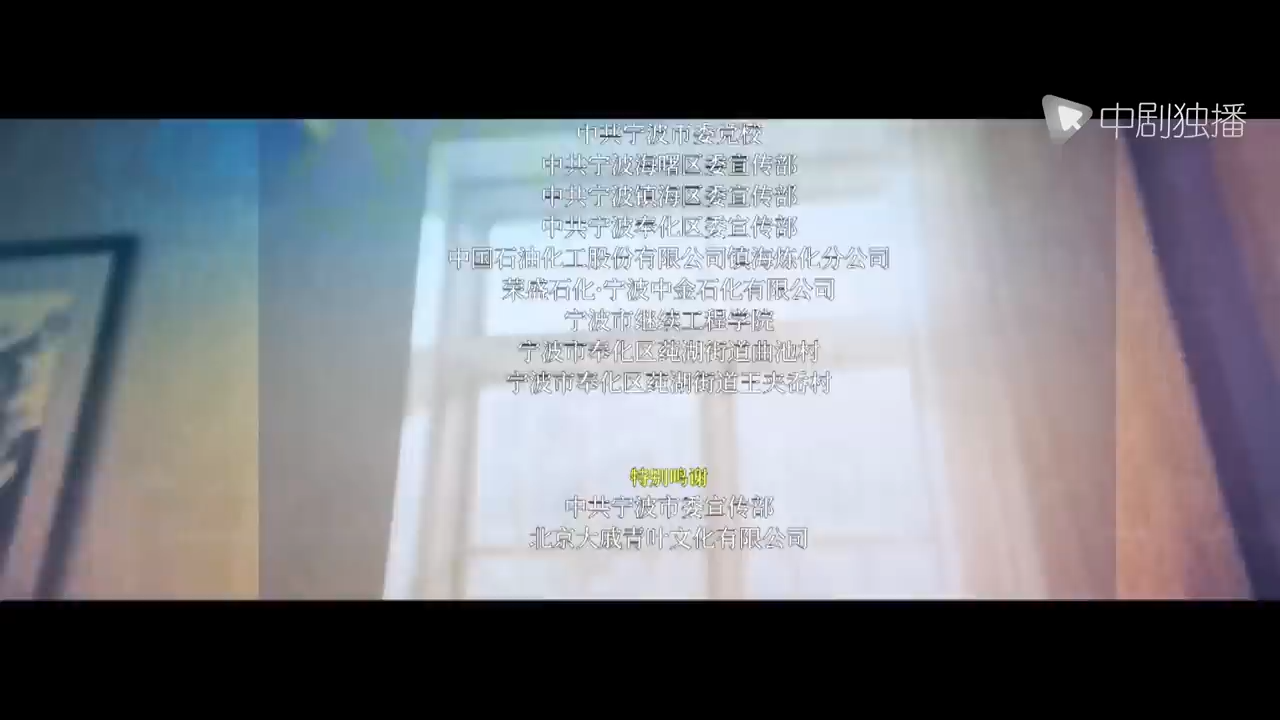 中剧独播
中共宁波市委党校
中共宁波海曙区委宣传部
中共宁波镇海区委宣传部
中共宁波奉化区委宣传部
中国石油化工股份有限公司镇海炼化分公司
荣盛石化·宁波中金石化有限公司
宁波市继续工程学院
宁波市奉化区莼湖街道曲池村
宁波市奉化区莼湖街道王夹岙村
特别鸣谢
中共宁波市委宣传部
北京大戚青叶文化有限公司